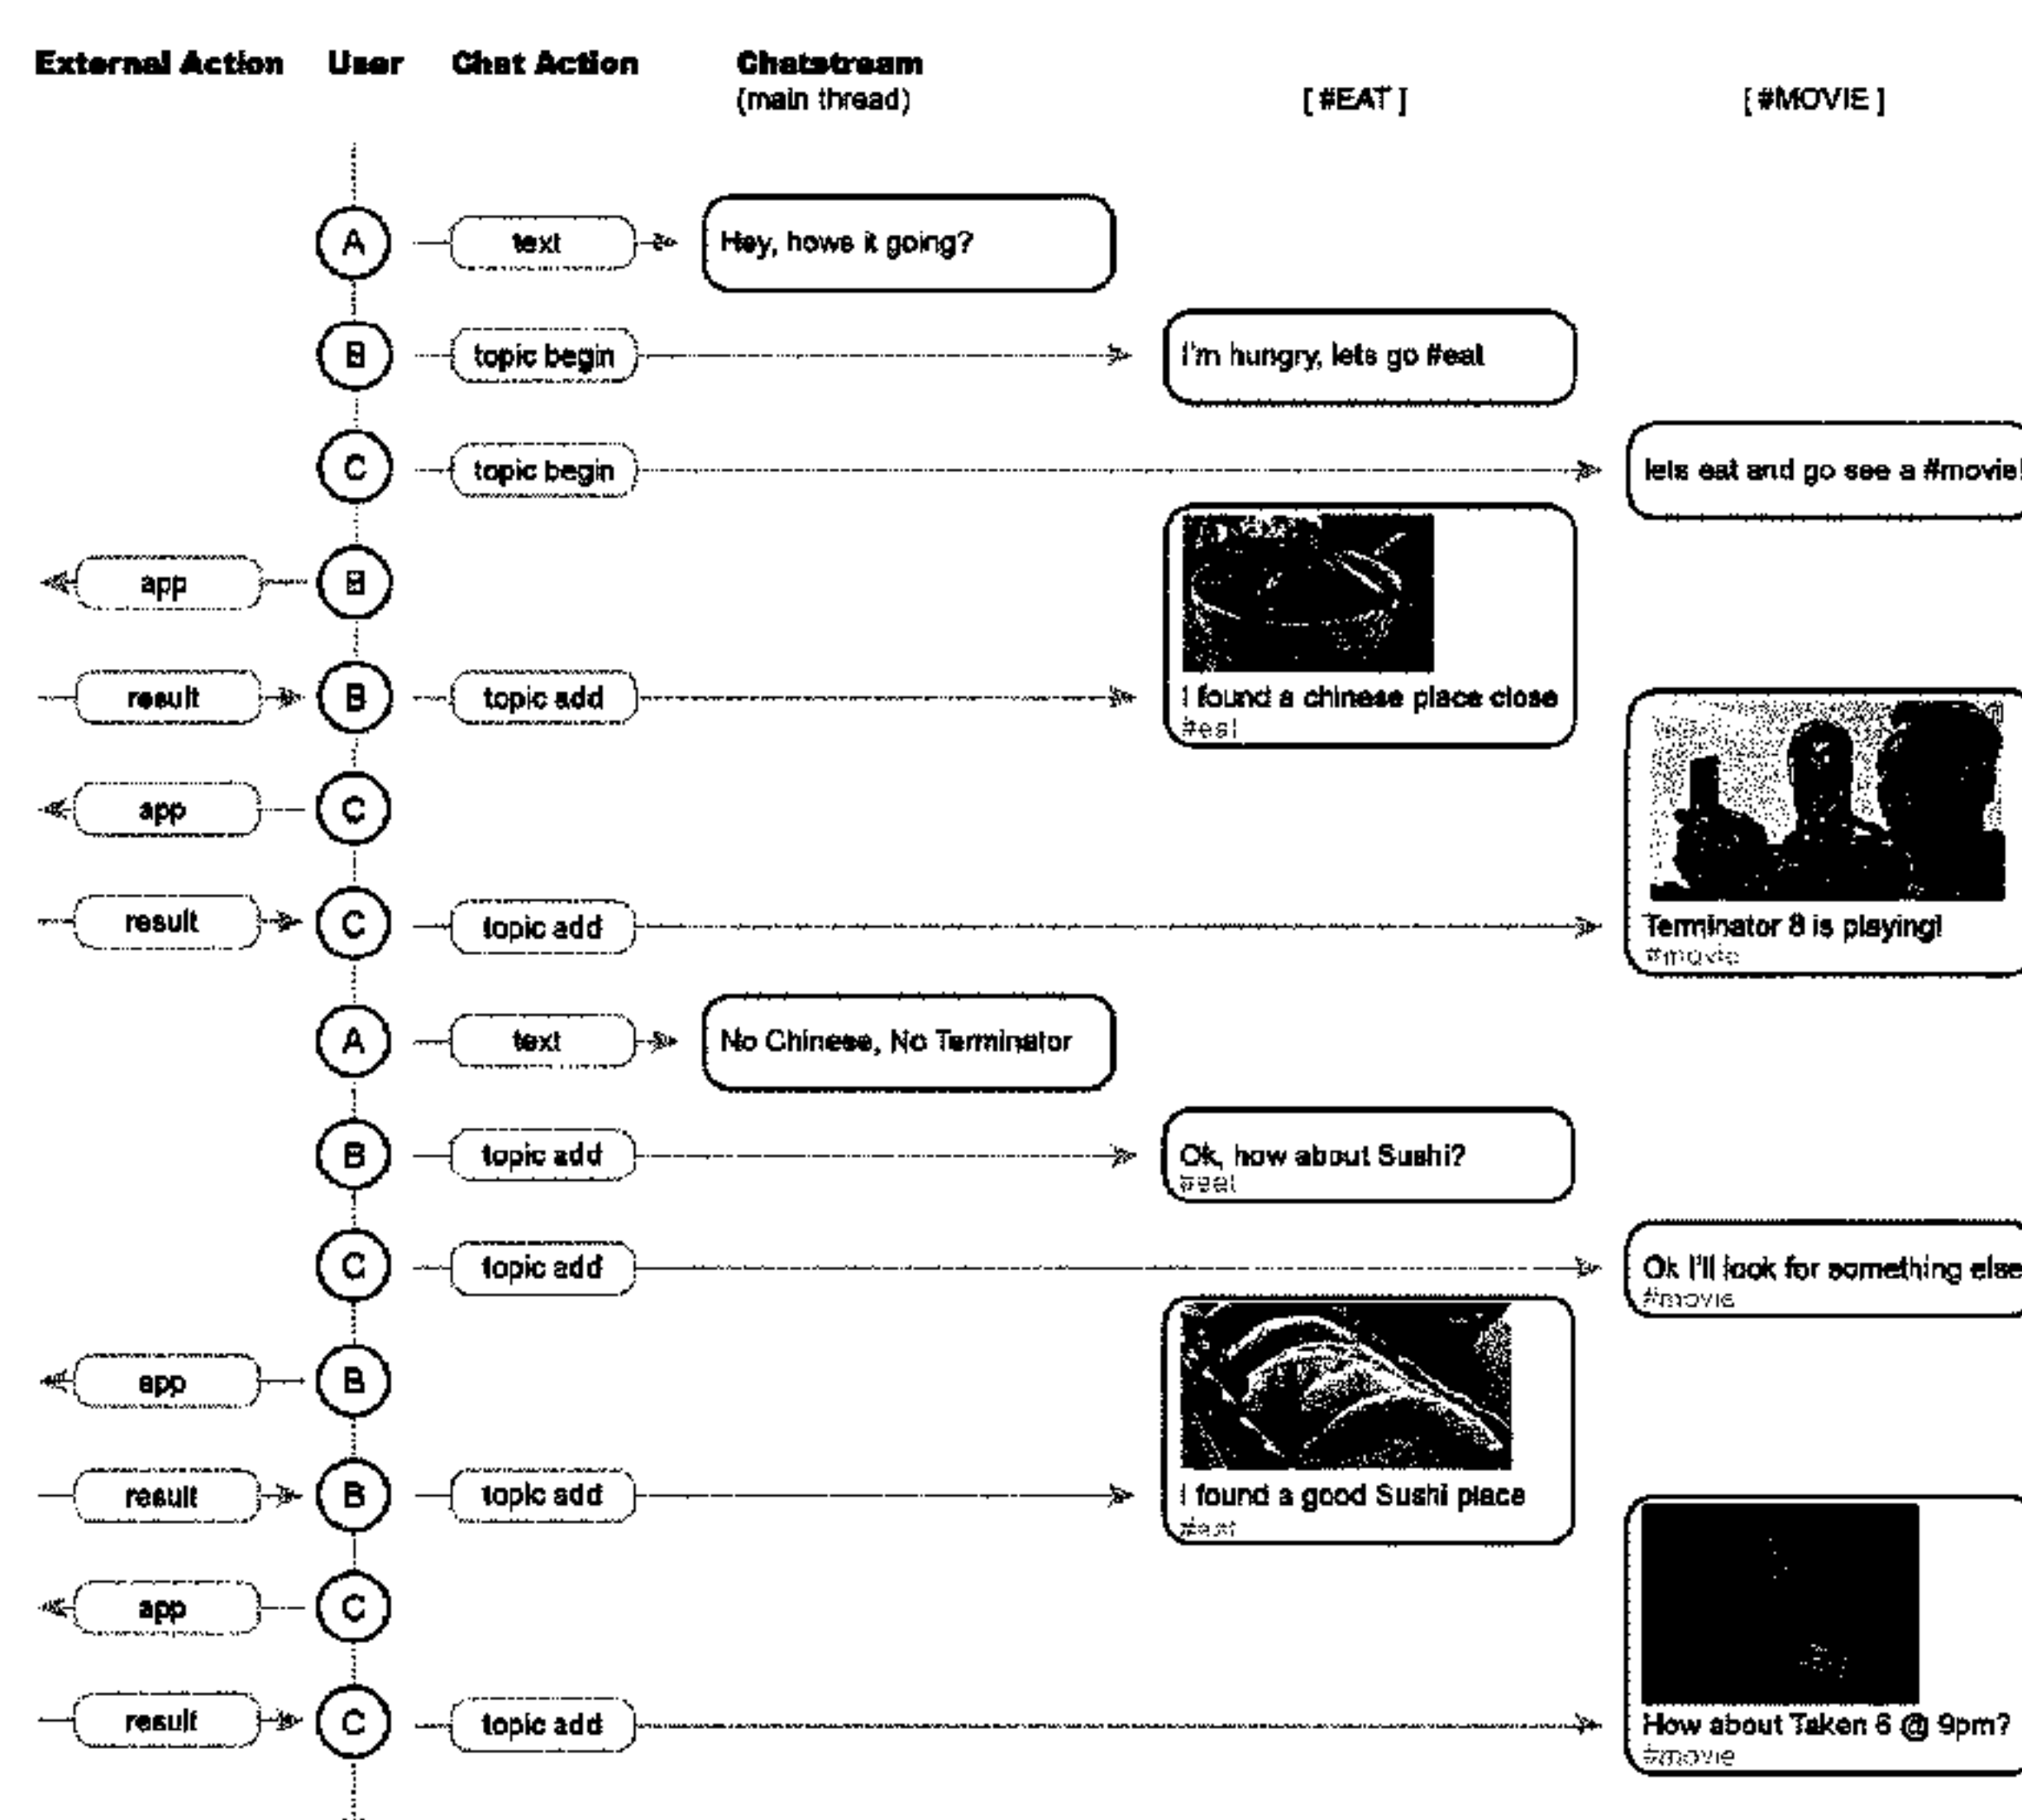 External Action User Chat Action Chatstream
(main thread) [ #EAT ] [ #MOVIE ]
A text Hey, hows it going?
B topic begin I'm hungry, lets go #eat
C topic begin lets eat and go see a #movie!
app B
result B topic add I found a chinese place close
#eat
app C
result C topic add Terminator 8 is playing!
#movie
A text No Chinese, No Terminator
B topic add Ok, how about Sushi?
#eat
C topic add Ok I'll look for something else
#movie
app B
result B topic add I found a good Sushi place
#eat
app C
result C topic add How about Taken 6 @ 9pm?
#movie